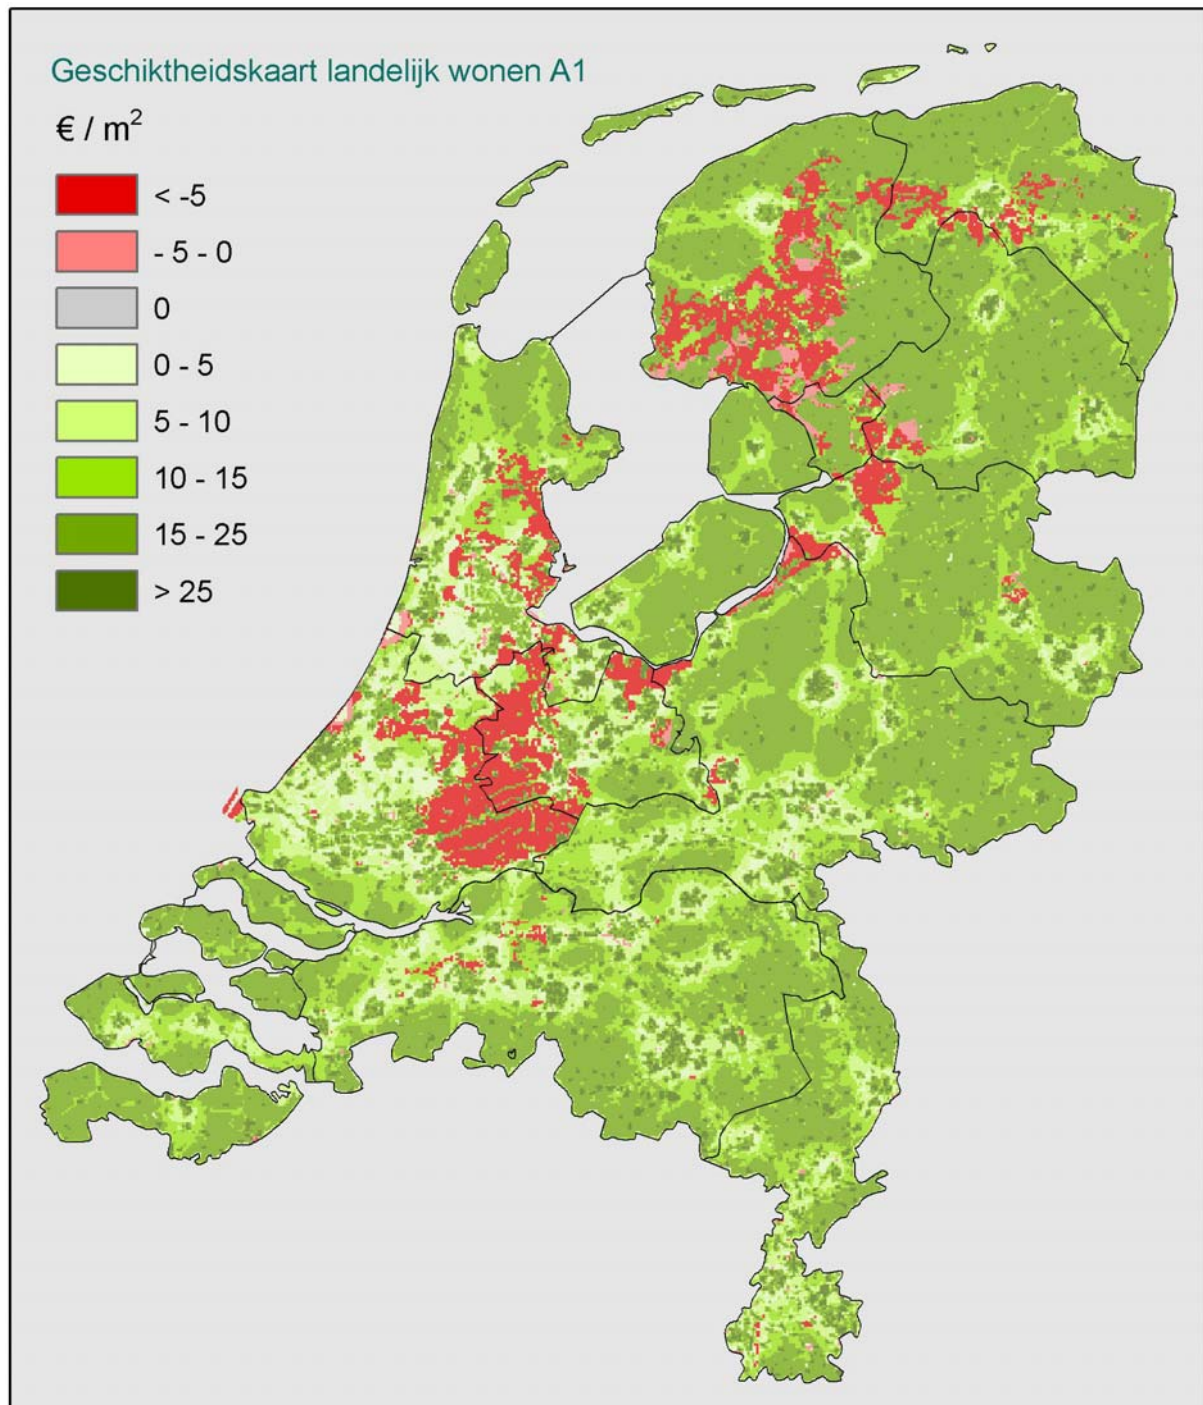 Geschiktheidskaart landelijk wonen A1
€ / m²
< -5
- 5 - 0
0
0 - 5
5 - 10
10 - 15
15 - 25
> 25